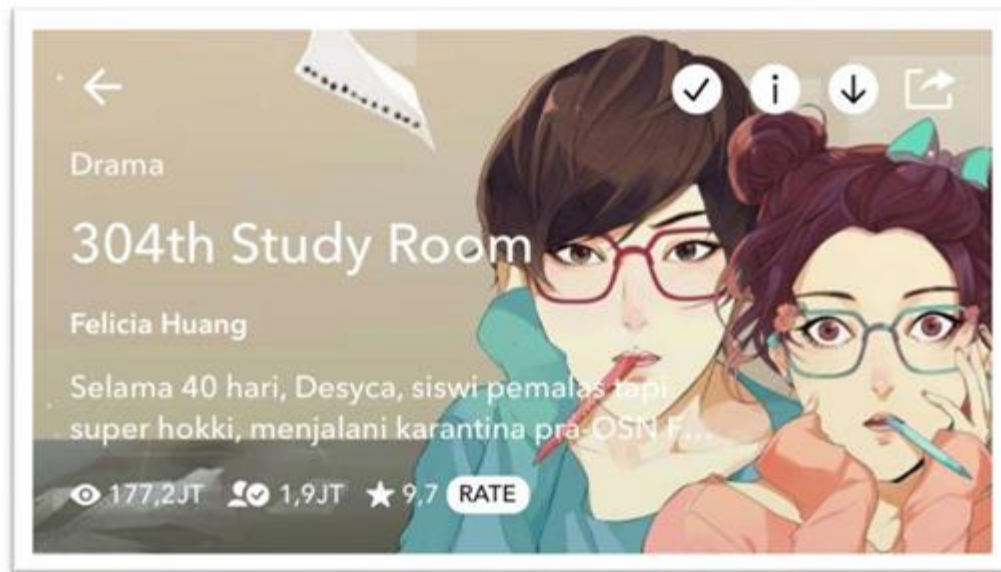 Drama
304th Study Room
Felicia Huang
Selama 40 hari, Desyca, siswi pemalas tapi
super hokki, menjalani karantina pra-OSN F...
177,2JT 1,9JT 9,7 RATE